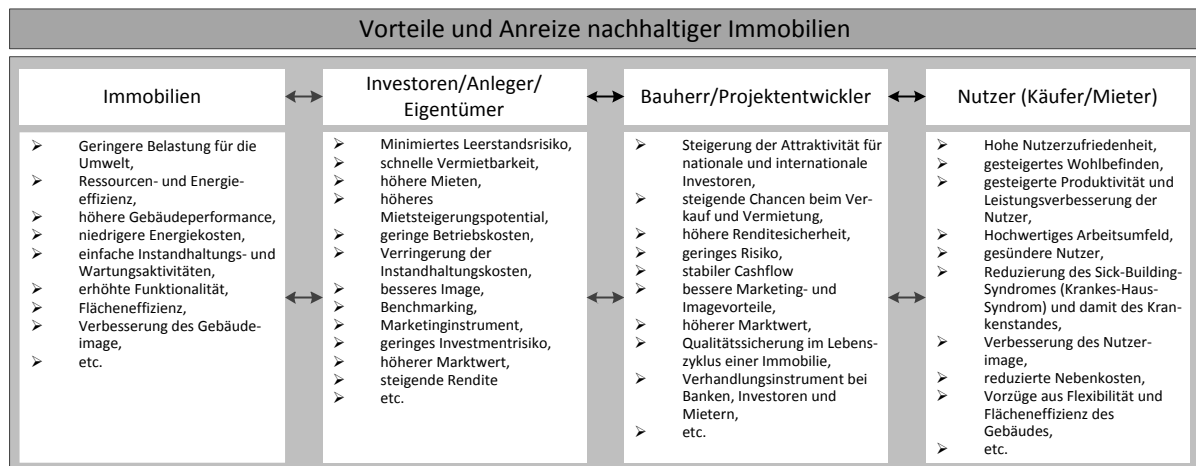 Vorteile und Anreize nachhaltiger Immobilien
Immobilien
Geringere Belastung für die
Umwelt,
Ressourcen- und Energie-
effizienz,
höhere Gebäudeperformance,
niedrigere Energiekosten,
einfache Instandhaltungs- und
Wartungsaktivitäten,
erhöhte Funktionalität,
Flächeneffizienz,
Verbesserung des Gebäude-
image,
etc.
Investoren/Anleger/
Eigentümer
Minimiertes Leerstandsrisiko,
schnelle Vermietbarkeit,
höhere Mieten,
höheres
Mietsteigerungspotential,
geringe Betriebskosten,
Verringerung der
Instandhaltungskosten,
besseres Image,
Benchmarking,
Marketinginstrument,
geringes Investmentrisiko,
höherer Marktwert,
steigende Rendite
etc.
Bauherr/Projektentwickler
Steigerung der Attraktivität für
nationale und internationale
Investoren,
steigende Chancen beim Ver-
kauf und Vermietung,
höhere Renditesicherheit,
geringes Risiko,
stabiler Cashflow
bessere Marketing- und
Imagevorteile,
höherer Marktwert,
Qualitätssicherung im Lebens-
zyklus einer Immobilie,
Verhandlungsinstrument bei
Banken, Investoren und
Mietern,
etc.
Nutzer (Käufer/Mieter)
Hohe Nutzerzufriedenheit,
gesteigertes Wohlbefinden,
gesteigerte Produktivität und
Leistungsverbesserung der
Nutzer,
Hochwertiges Arbeitsumfeld,
gesündere Nutzer,
Reduzierung des Sick-Building-
Syndromes (Krankes-Haus-
Syndrom) und damit des Kran-
kenstandes,
Verbesserung des Nutzer-
image,
reduzierte Nebenkosten,
Vorzüge aus Flexibilität und
Flächeneffizienz des
Gebäudes,
etc.